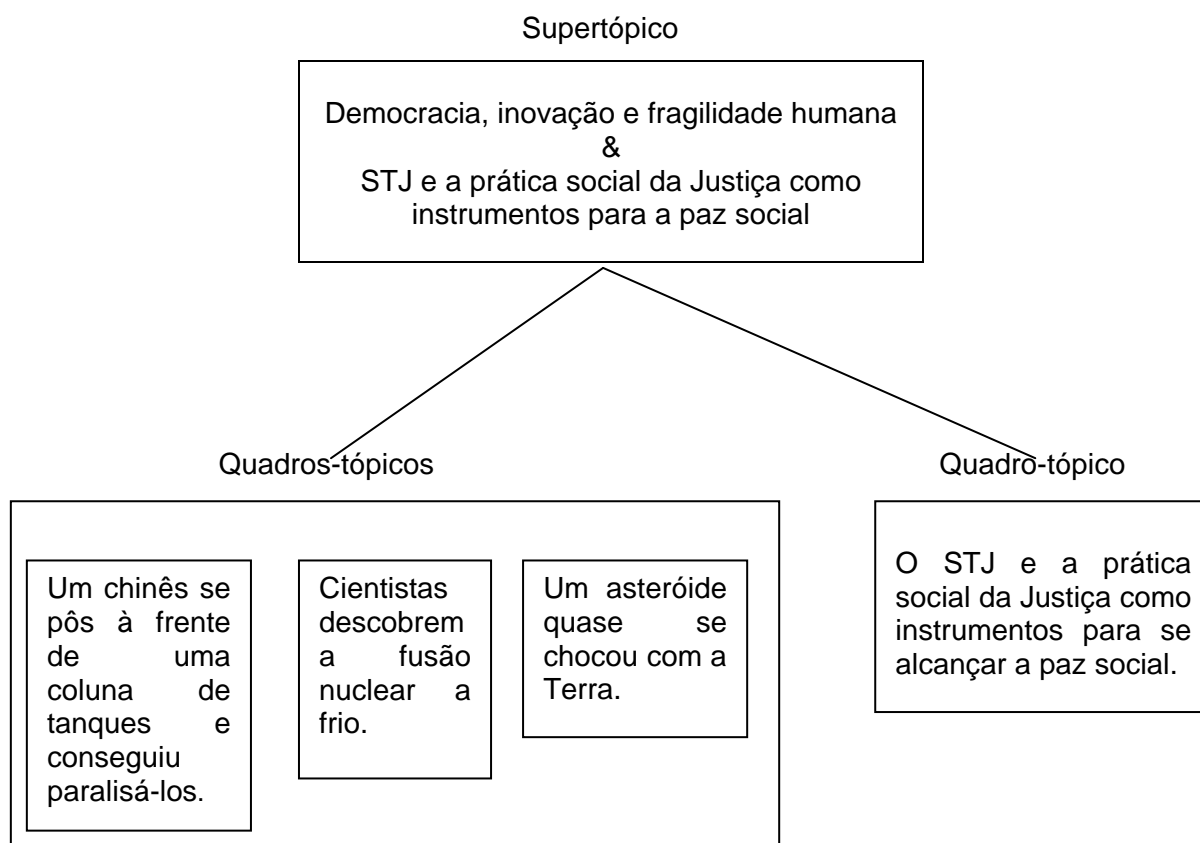 Supertópico
Democracia, inovação e fragilidade humana
&
STJ e a prática social da Justiça como
instrumentos para a paz social
Quadros-tópicos
Quadro-tópico
Um chinês se
pôs à frente
de uma
coluna de
tanques e
conseguiu
paralisá-los.
Cientistas
descobrem
a fusão
nuclear a
frio.
Um asteróide
quase se
chocou com a
Terra.
O STJ e a prática
social da Justiça como
instrumentos para se
alcançar a paz social.